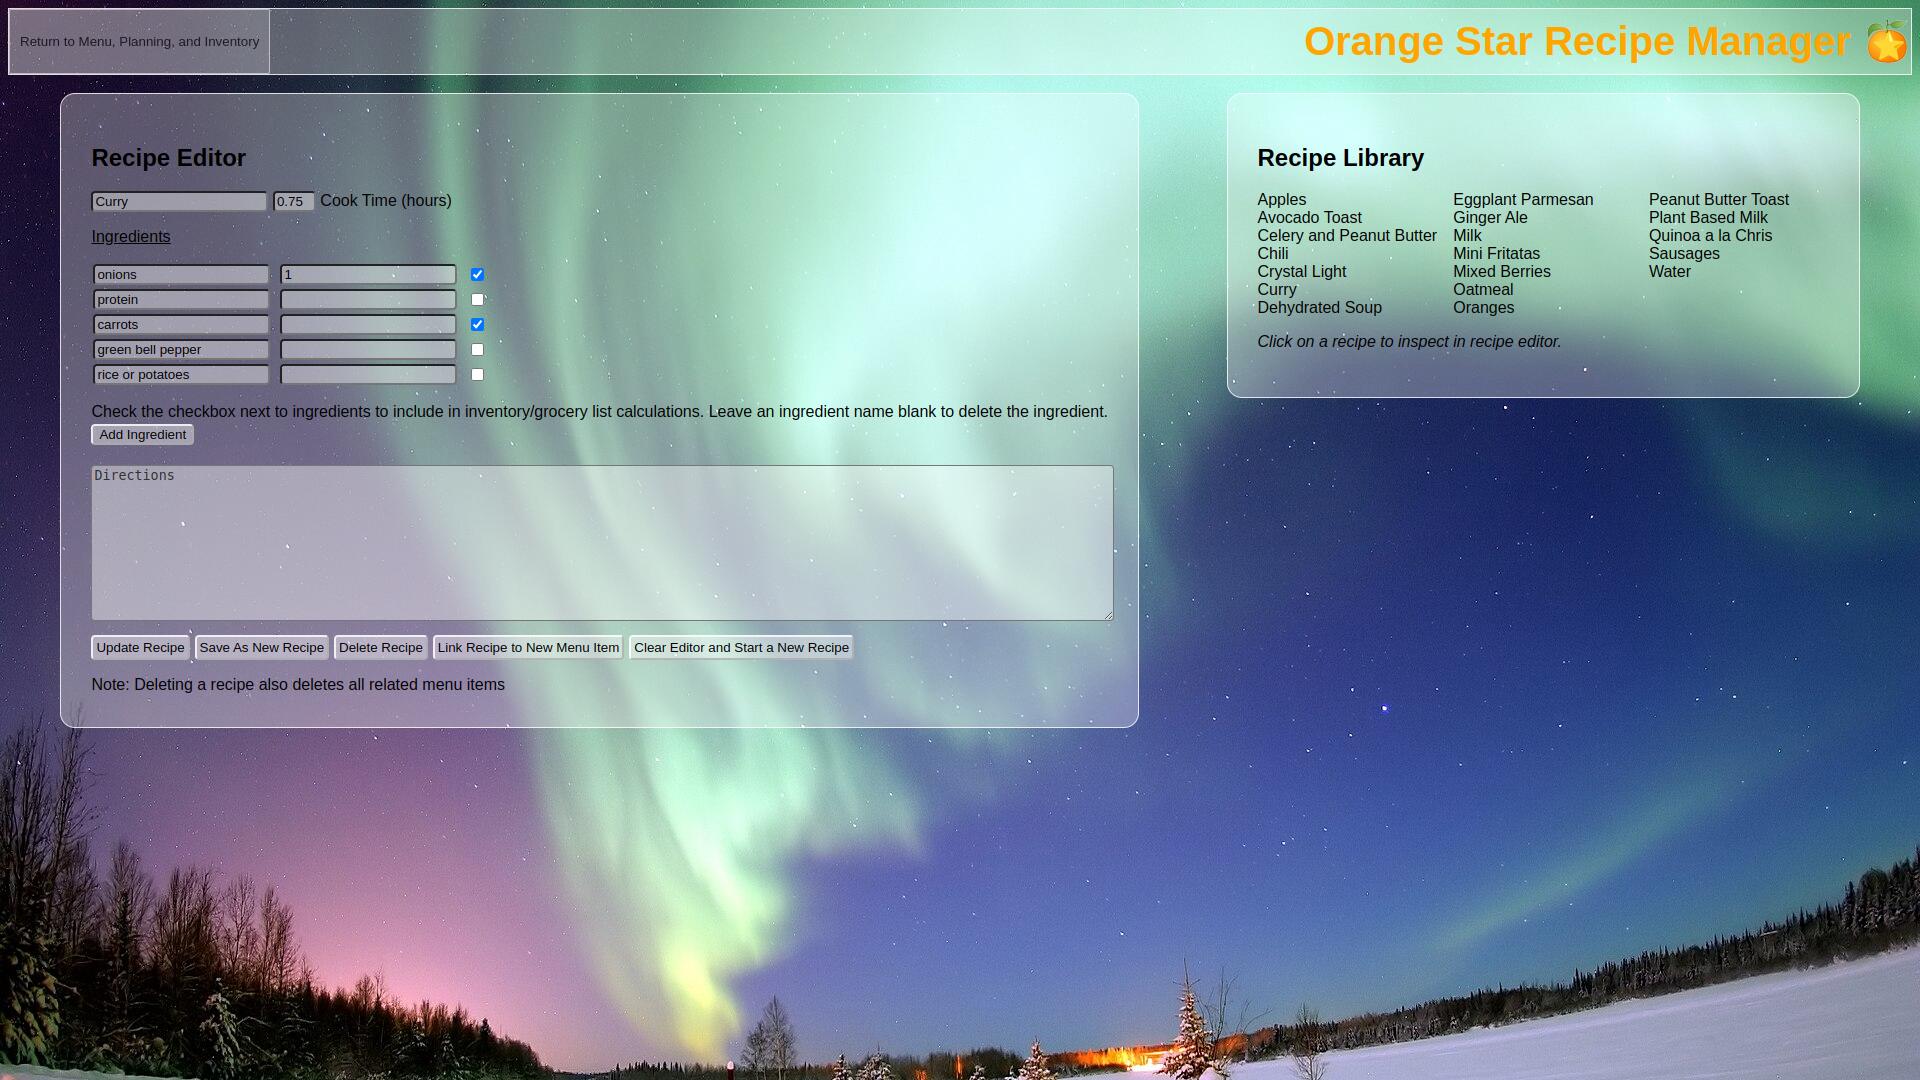 Return to Menu, Planning, and Inventory
Orange Star Recipe Manager
Recipe Editor
Curry 0.75 Cook Time (hours)
Ingredients
onions 1
protein
carrots
green bell pepper
rice or potatoes
Check the checkbox next to ingredients to include in inventory/grocery list calculations. Leave an ingredient name blank to delete the ingredient.
Add Ingredient
Directions
Update Recipe Save As New Recipe Delete Recipe Link Recipe to New Menu Item Clear Editor and Start a New Recipe
Note: Deleting a recipe also deletes all related menu items
Recipe Library
Apples
Avocado Toast
Celery and Peanut Butter
Chili
Crystal Light
Curry
Dehydrated Soup
Eggplant Parmesan
Ginger Ale
Milk
Mini Fritatas
Mixed Berries
Oatmeal
Oranges
Peanut Butter Toast
Plant Based Milk
Quinoa a la Chris
Sausages
Water
Click on a recipe to inspect in recipe editor.